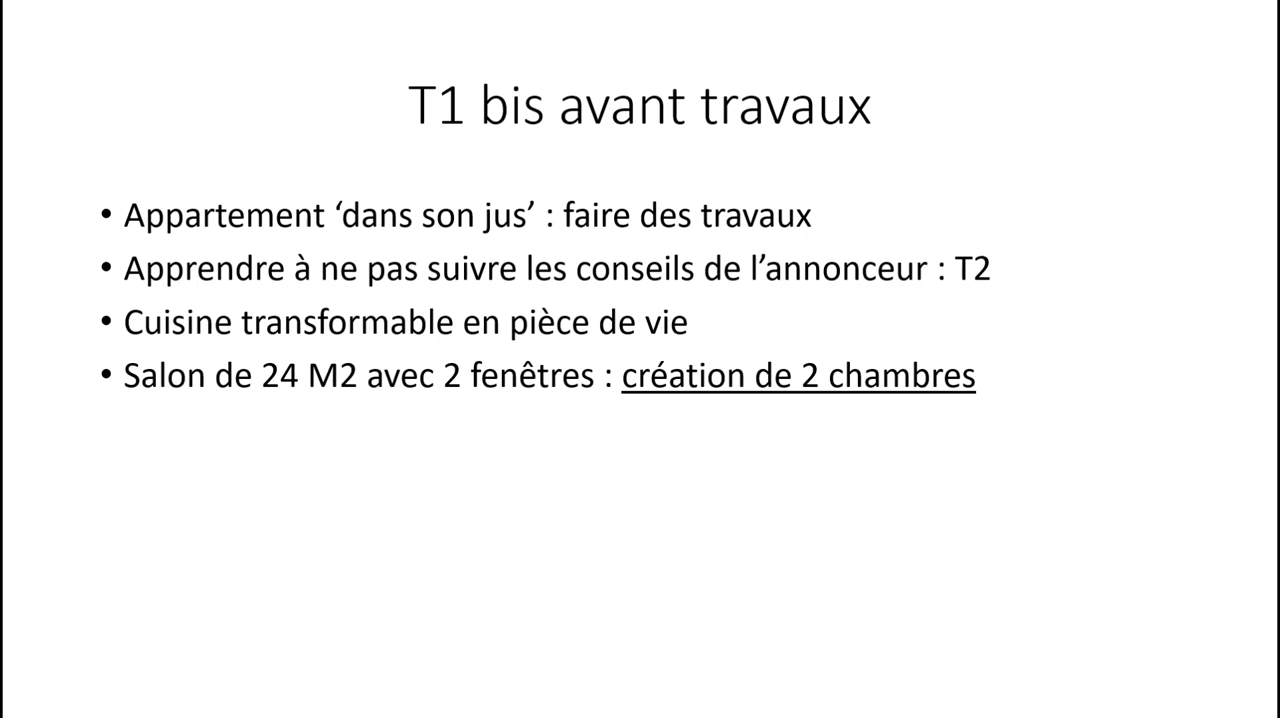 T1 bis avant travaux
• Appartement ‘dans son jus’ : faire des travaux
• Apprendre à ne pas suivre les conseils de l’annonceur : T2
• Cuisine transformable en pièce de vie
• Salon de 24 M2 avec 2 fenêtres : création de 2 chambres